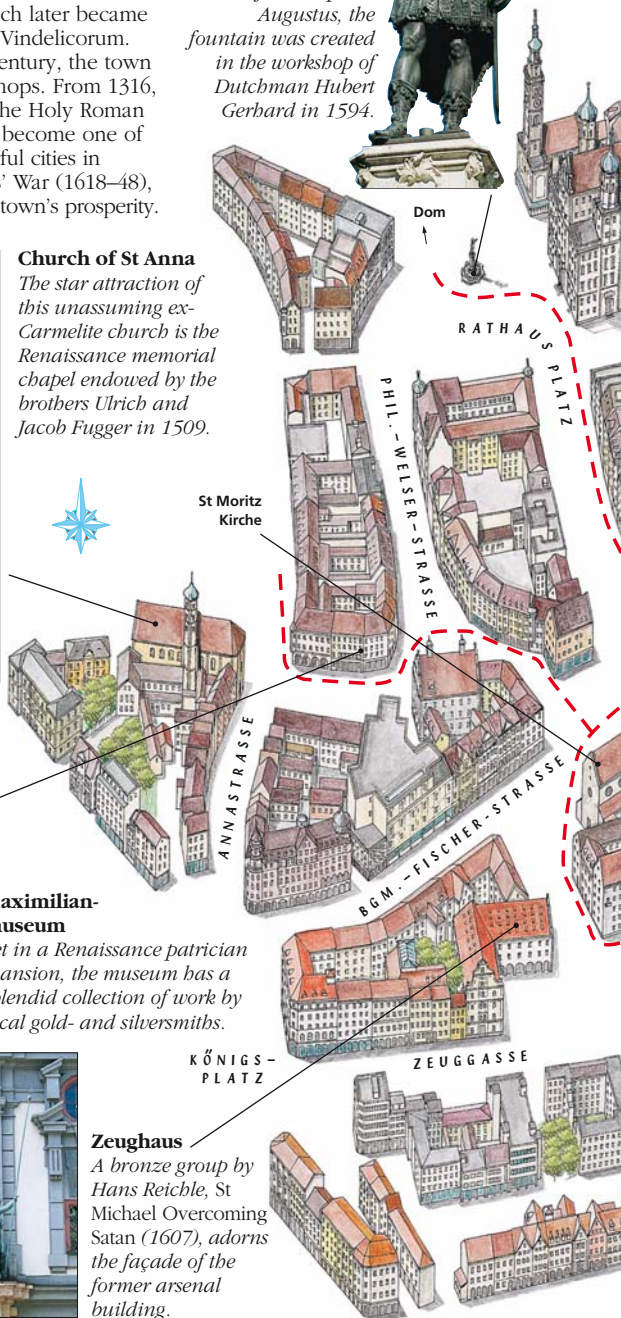 ch later became
Vindelicorum.
entury, the town
hops. From 1316,
he Holy Roman
become one of
ful cities in
s' War (1618–48),
town's prosperity.
Augustus, the
fountain was created
in the workshop of
Dutchman Hubert
Gerhard in 1594.
Dom
RATHAUS PLATZ
Church of St Anna
The star attraction of
this unassuming ex-
Carmelite church is the
Renaissance memorial
chapel endowed by the
brothers Ulrich and
Jacob Fugger in 1509.
PHIL.–WELSER–STRASSE
St Moritz
Kirche
ANNASTRASSE
BGM.–FISCHER-STRASSE
aximilian-
useum
et in a Renaissance patrician
ansion, the museum has a
plendid collection of work by
cal gold- and silversmiths.
KŐNIGS–
PLATZ
ZEUGGASSE
Zeughaus
A bronze group by
Hans Reichle, St
Michael Overcoming
Satan (1607), adorns
the façade of the
former arsenal
building.